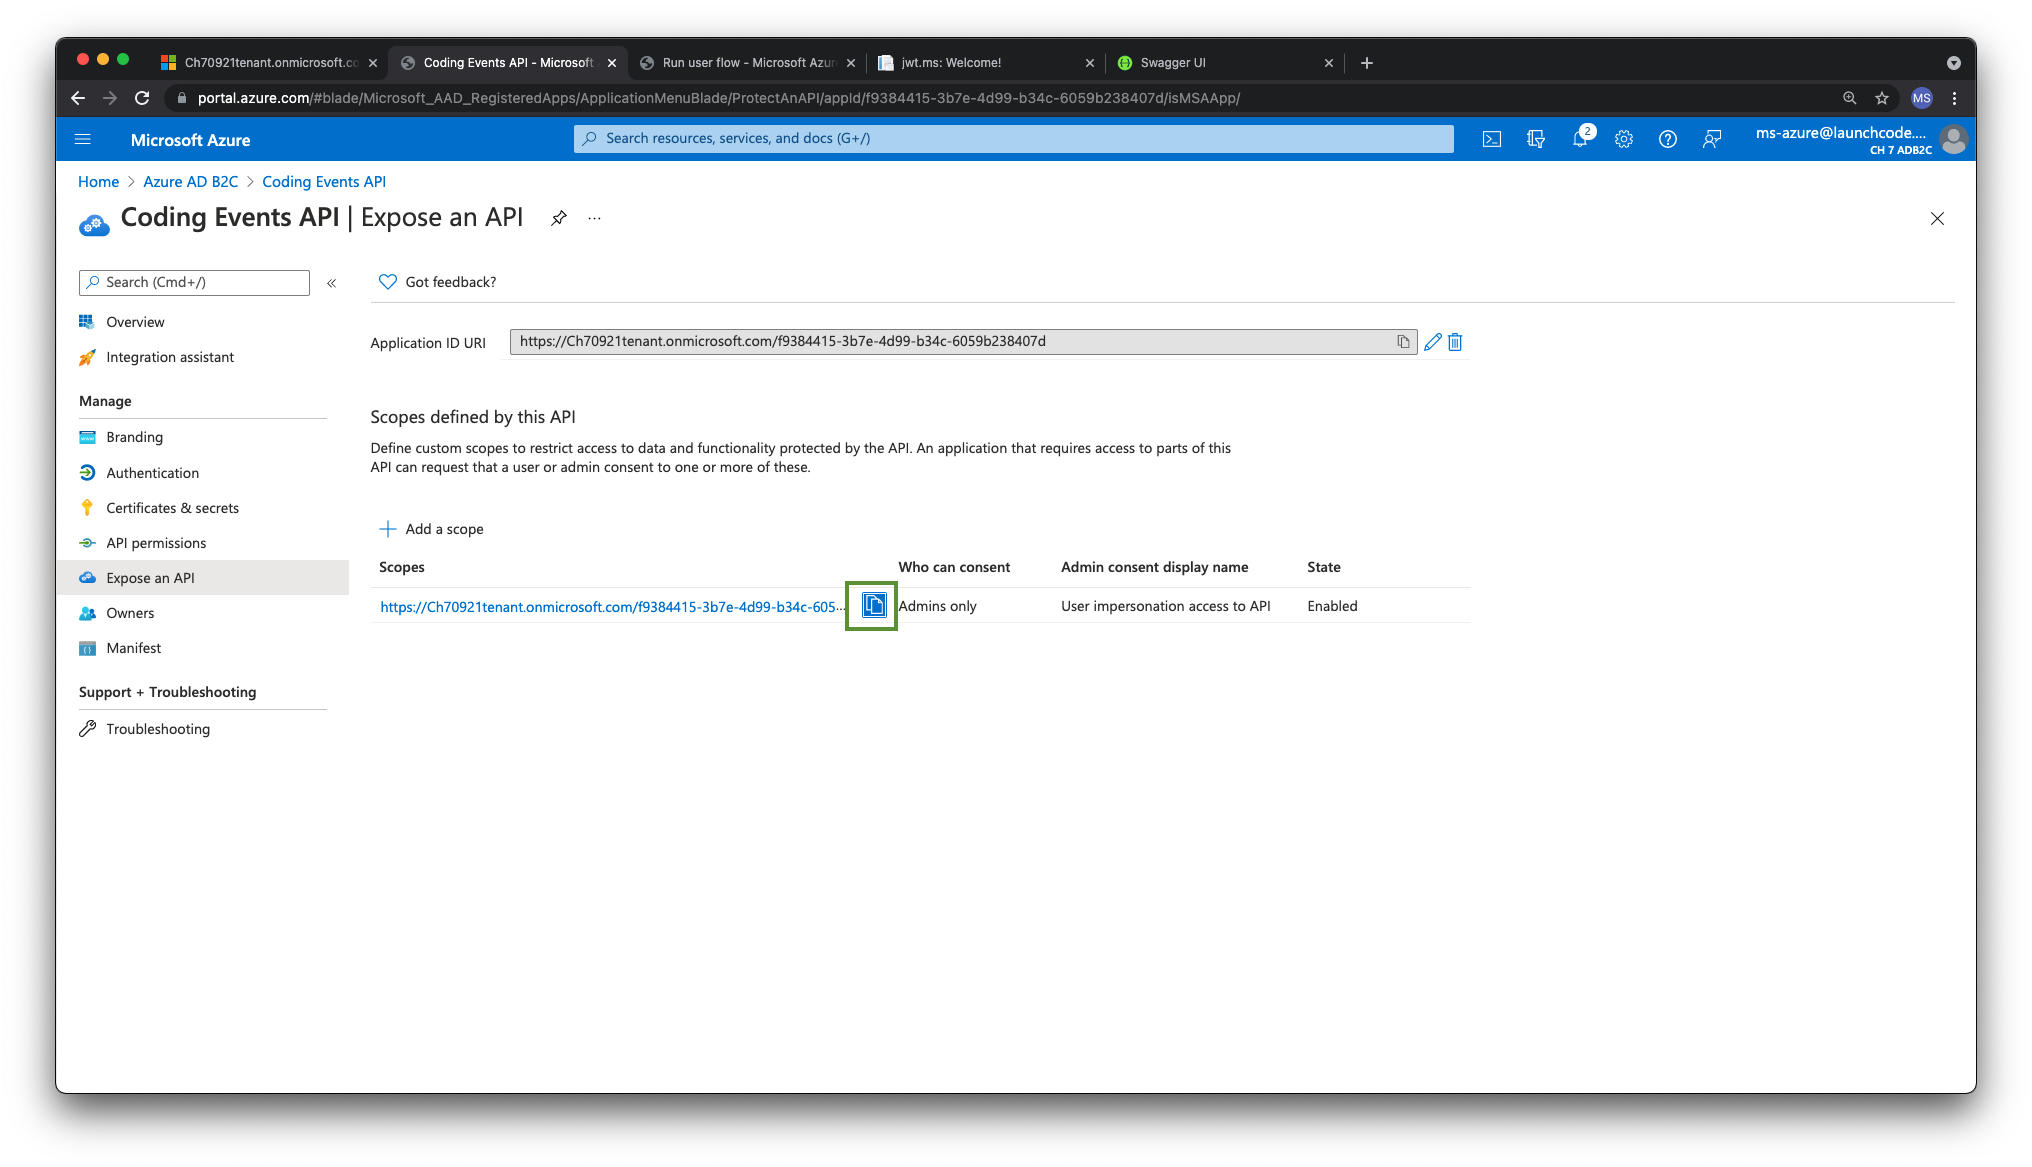 Ch70921tenant.onmicrosoft.co
Coding Events API - Microsoft
Run user flow - Microsoft Azur
jwt.ms: Welcome!
Swagger UI
portal.azure.com/#blade/Microsoft_AAD_RegisteredApps/ApplicationMenuBlade/ProtectAnAPI/appId/f9384415-3b7e-4d99-b34c-6059b238407d/isMSAApp/
MS
Microsoft Azure
Search resources, services, and docs (G+/)
2
ms-azure@launchcode....
CH 7 ADB2C
Home > Azure AD B2C > Coding Events API
Coding Events API | Expose an API
...
Search (Cmd+/)
«
Got feedback?
Overview
Integration assistant
Application ID URI
https://Ch70921tenant.onmicrosoft.com/f9384415-3b7e-4d99-b34c-6059b238407d
Manage
Branding
Authentication
Certificates & secrets
API permissions
Expose an API
Owners
Manifest
Support + Troubleshooting
Troubleshooting
Scopes defined by this API
Define custom scopes to restrict access to data and functionality protected by the API. An application that requires access to parts of this
API can request that a user or admin consent to one or more of these.
Add a scope
Scopes Who can consent Admin consent display name State
https://Ch70921tenant.onmicrosoft.com/f9384415-3b7e-4d99-b34c-605... Admins only User impersonation access to API Enabled